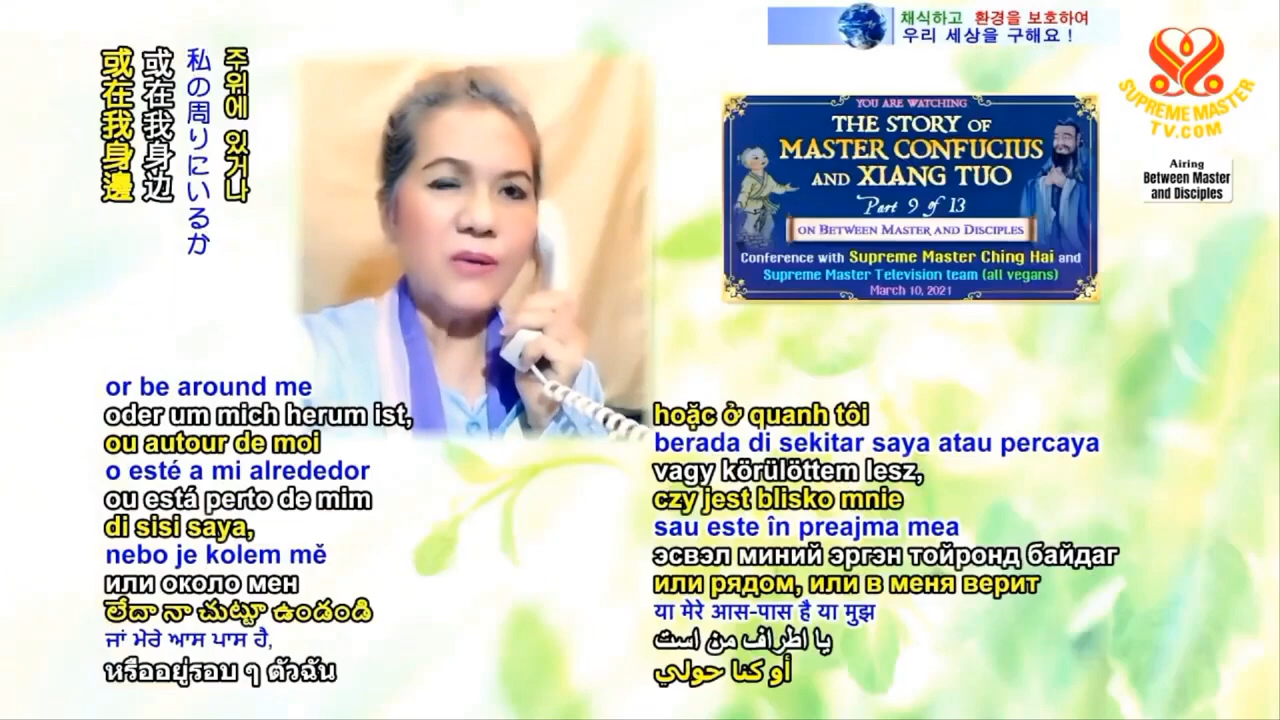 채식하고 환경을 보호하여
우리 세상을 구해요 !
SUPREME MASTER
TV.COM
Airing
Between Master
and Disciples
YOU ARE WATCHING
THE STORY OF
MASTER CONFUCIUS
AND XIANG TUO
Part 9 of 13
ON BETWEEN MASTER AND DISCIPLES
Conference with Supreme Master Ching Hai and
Supreme Master Television team (all vegans)
March 10, 2021
주위에 있거나
私の周りにいるか
或在我身边
或在我身邊
or be around me
oder um mich herum ist,
ou autour de moi
o esté a mi alrededor
ou está perto de mim
di sisi saya,
nebo je kolem mě
или около мен
లేదా నా చుట్టూ ఉండండి
ਜਾਂ ਮੇਰੇ ਆਸ ਪਾਸ ਹੈ,
หรืออยู่รอบ ๆ ตัวฉัน
hoặc ở quanh tôi
berada di sekitar saya atau percaya
vagy körülöttem lesz,
czy jest blisko mnie
sau este în preajma mea
эсвэл миний эргэн тойронд байдаг
или рядом, или в меня верит
या मेरे आस-पास है या मुझ
یا اطراف من است
أو كنا حولي